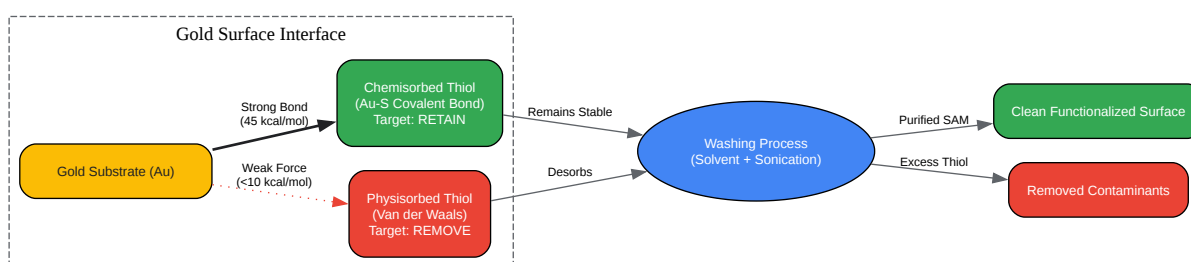 Gold Surface Interface
Gold Substrate (Au)
Strong Bond
(45 kcal/mol)
Weak Force
(<10 kcal/mol)
Chemisorbed Thiol
(Au-S Covalent Bond)
Target: RETAIN
Physisorbed Thiol
(Van der Waals)
Target: REMOVE
Remains Stable
Desorbs
Washing Process
(Solvent + Sonication)
Purified SAM
Excess Thiol
Clean Functionalized Surface
Removed Contaminants